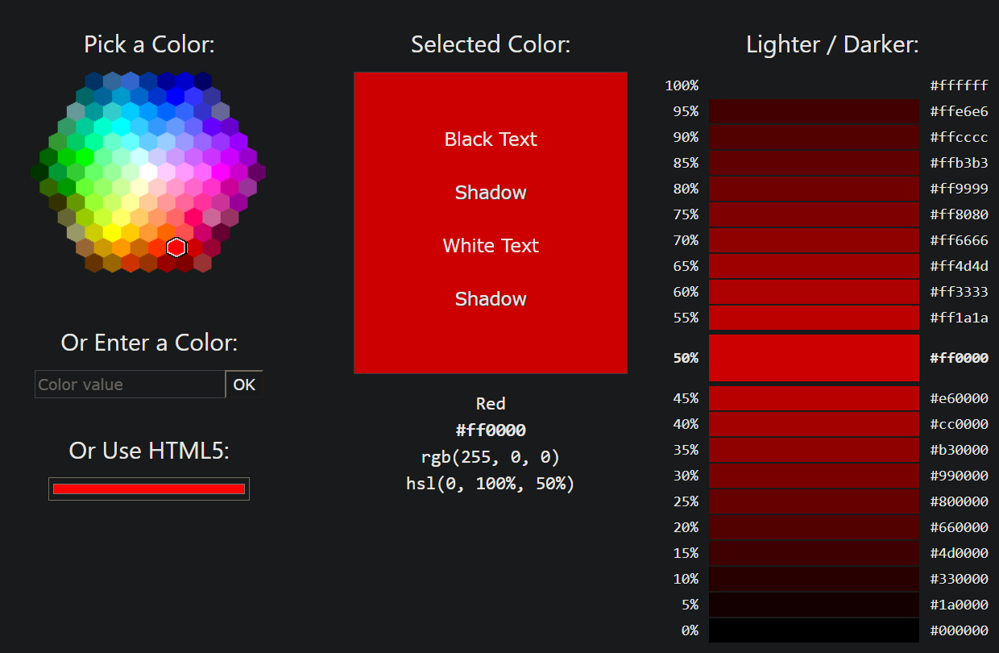 Pick a Color:
Or Enter a Color:
Color value
OK
Or Use HTML5:
Selected Color:
Black Text
Shadow
White Text
Shadow
Red
#ff0000
rgb(255, 0, 0)
hsl(0, 100%, 50%)
Lighter / Darker:
100% #ffffff
95% #ffe6e6
90% #ffcccc
85% #ffb3b3
80% #ff9999
75% #ff8080
70% #ff6666
65% #ff4d4d
60% #ff3333
55% #ff1a1a
50% #ff0000
45% #e60000
40% #cc0000
35% #b30000
30% #990000
25% #800000
20% #660000
15% #4d0000
10% #330000
5% #1a0000
0% #000000